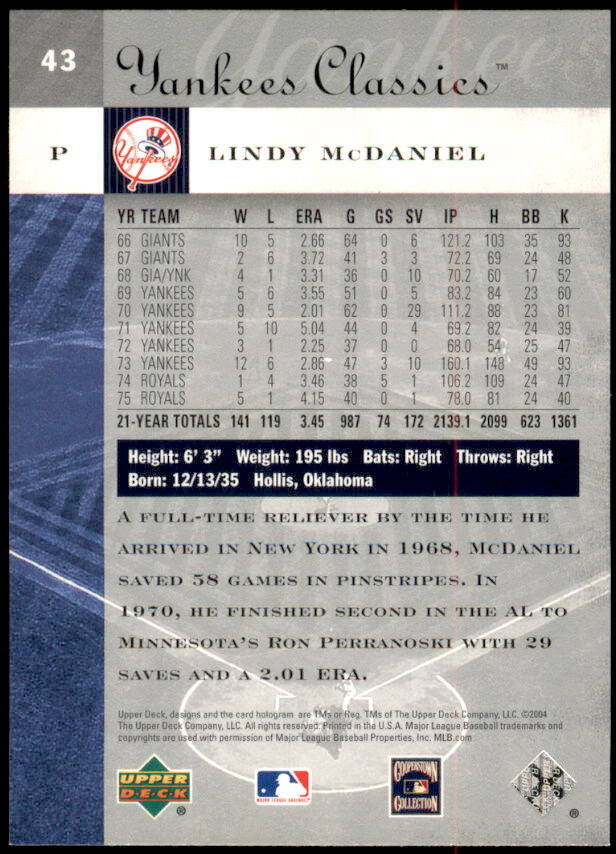 43
Yankees
Yankees Classics™
P
Yankees
LINDY McDANIEL
YR TEAM W L ERA G GS SV IP H BB K
66 GIANTS 10 5 2.66 64 0 6 121.2 103 35 93
67 GIANTS 2 6 3.72 41 3 3 72.2 69 24 48
68 GIA/YNK 4 1 3.31 36 0 10 70.2 60 17 52
69 YANKEES 5 6 3.55 51 0 5 83.2 84 23 60
70 YANKEES 9 5 2.01 62 0 29 111.2 88 23 81
71 YANKEES 5 10 5.04 44 0 4 69.2 82 24 39
72 YANKEES 3 1 2.25 37 0 0 68.0 54 25 47
73 YANKEES 12 6 2.86 47 3 10 160.1 148 49 93
74 ROYALS 1 4 3.46 38 5 1 106.2 109 24 47
75 ROYALS 5 1 4.15 40 0 1 78.0 81 24 40
21-YEAR TOTALS 141 119 3.45 987 74 172 2139.1 2099 623 1361
Height: 6' 3" Weight: 195 lbs Bats: Right Throws: Right
Born: 12/13/35 Hollis, Oklahoma
A FULL-TIME RELIEVER BY THE TIME HE
ARRIVED IN NEW YORK IN 1968, MCDANIEL
SAVED 58 GAMES IN PINSTRIPES. IN
1970, HE FINISHED SECOND IN THE AL TO
MINNESOTA'S RON PERRANOSKI WITH 29
SAVES AND A 2.01 ERA.
Upper Deck, designs and the card hologram are TMs or Reg. TMs of The Upper Deck Company, LLC. ©2004
The Upper Deck Company, LLC. All rights reserved. Printed in the U.S.A. Major League Baseball trademarks and
copyrights are used with permission of Major League Baseball Properties, Inc. MLB.com
UPPER
DECK
®
MAJOR LEAGUE BASEBALL
COOPERSTOWN
COLLECTION
®